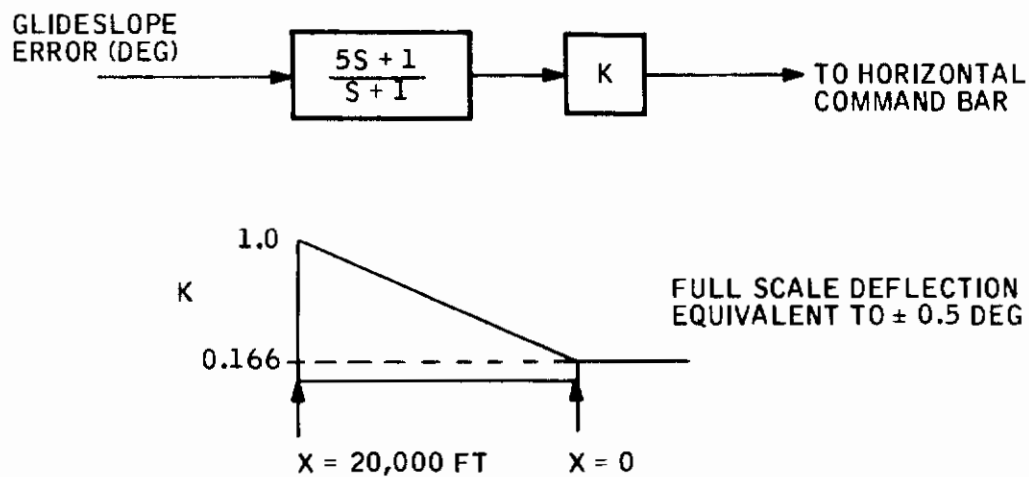 GLIDESLOPE
ERROR (DEG)
5S + 1
S + 1
K
TO HORIZONTAL
COMMAND BAR
1.0
K
FULL SCALE DEFLECTION
EQUIVALENT TO ± 0.5 DEG
0.166
X = 20,000 FT
X = 0